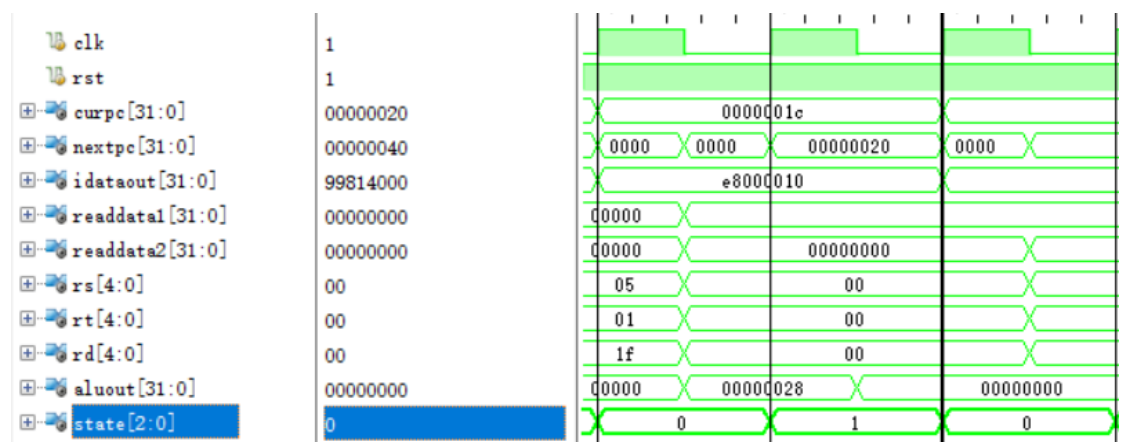 clk 1
rst 1
curpc[31:0] 00000020 0000001c
nextpc[31:0] 00000040 0000 0000 00000020 0000
idataout[31:0] 99814000 e8000010
readdata1[31:0] 00000000 00000
readdata2[31:0] 00000000 00000 00000000
rs[4:0] 00 05 00
rt[4:0] 00 01 00
rd[4:0] 00 1f 00
aluout[31:0] 00000000 00000 00000028 00000000
state[2:0] 0 0 1 0